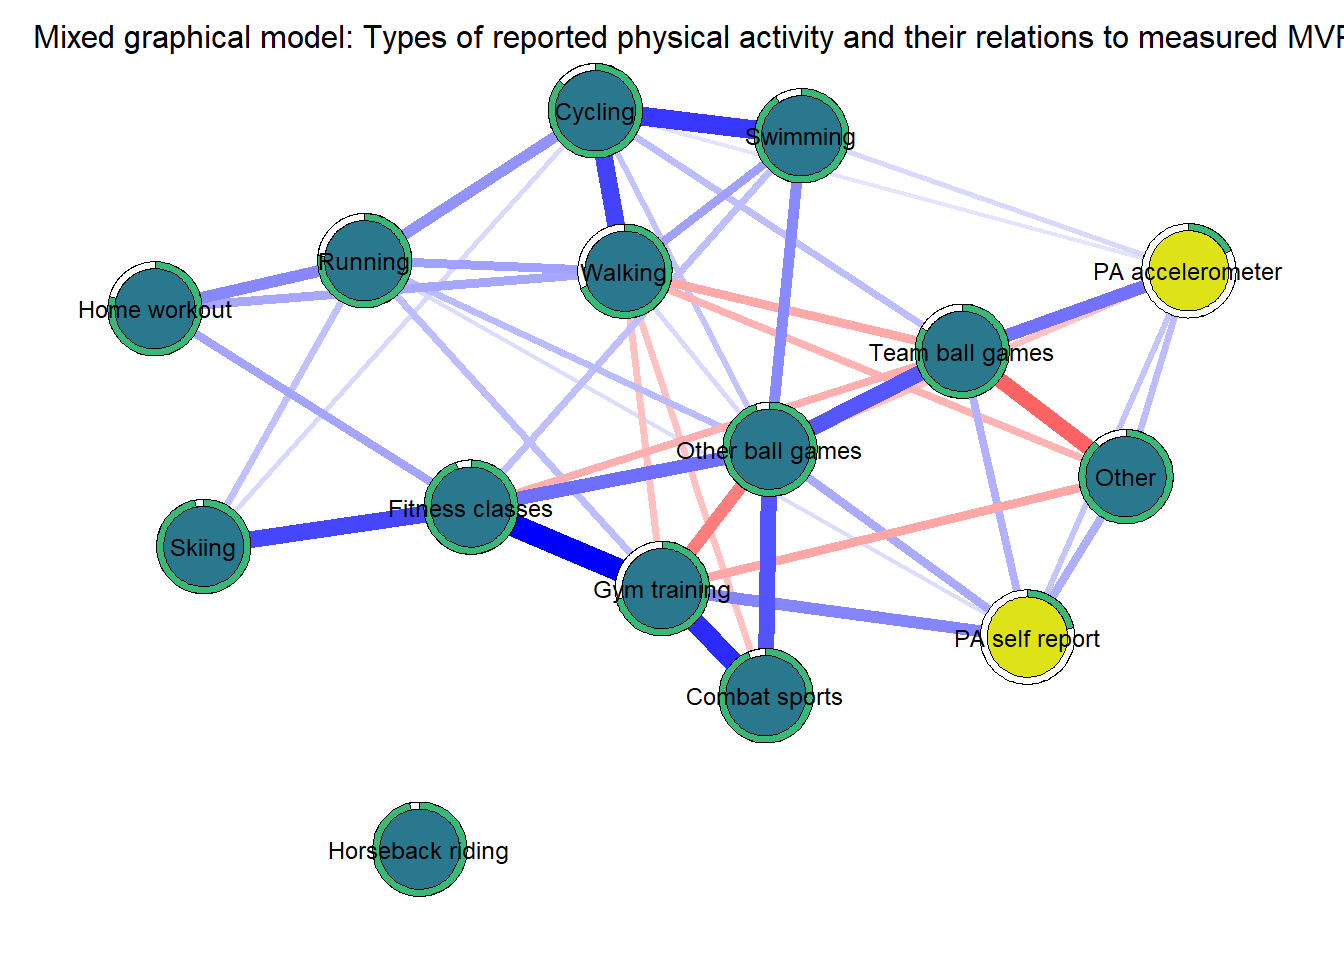 Mixed graphical model: Types of reported physical activity and their relations to measured MVP
Cycling
Swimming
Running
Walking
PA accelerometer
Home workout
Team ball games
Other ball games
Other
Fitness classes
Skiing
Gym training
PA self report
Combat sports
Horseback riding